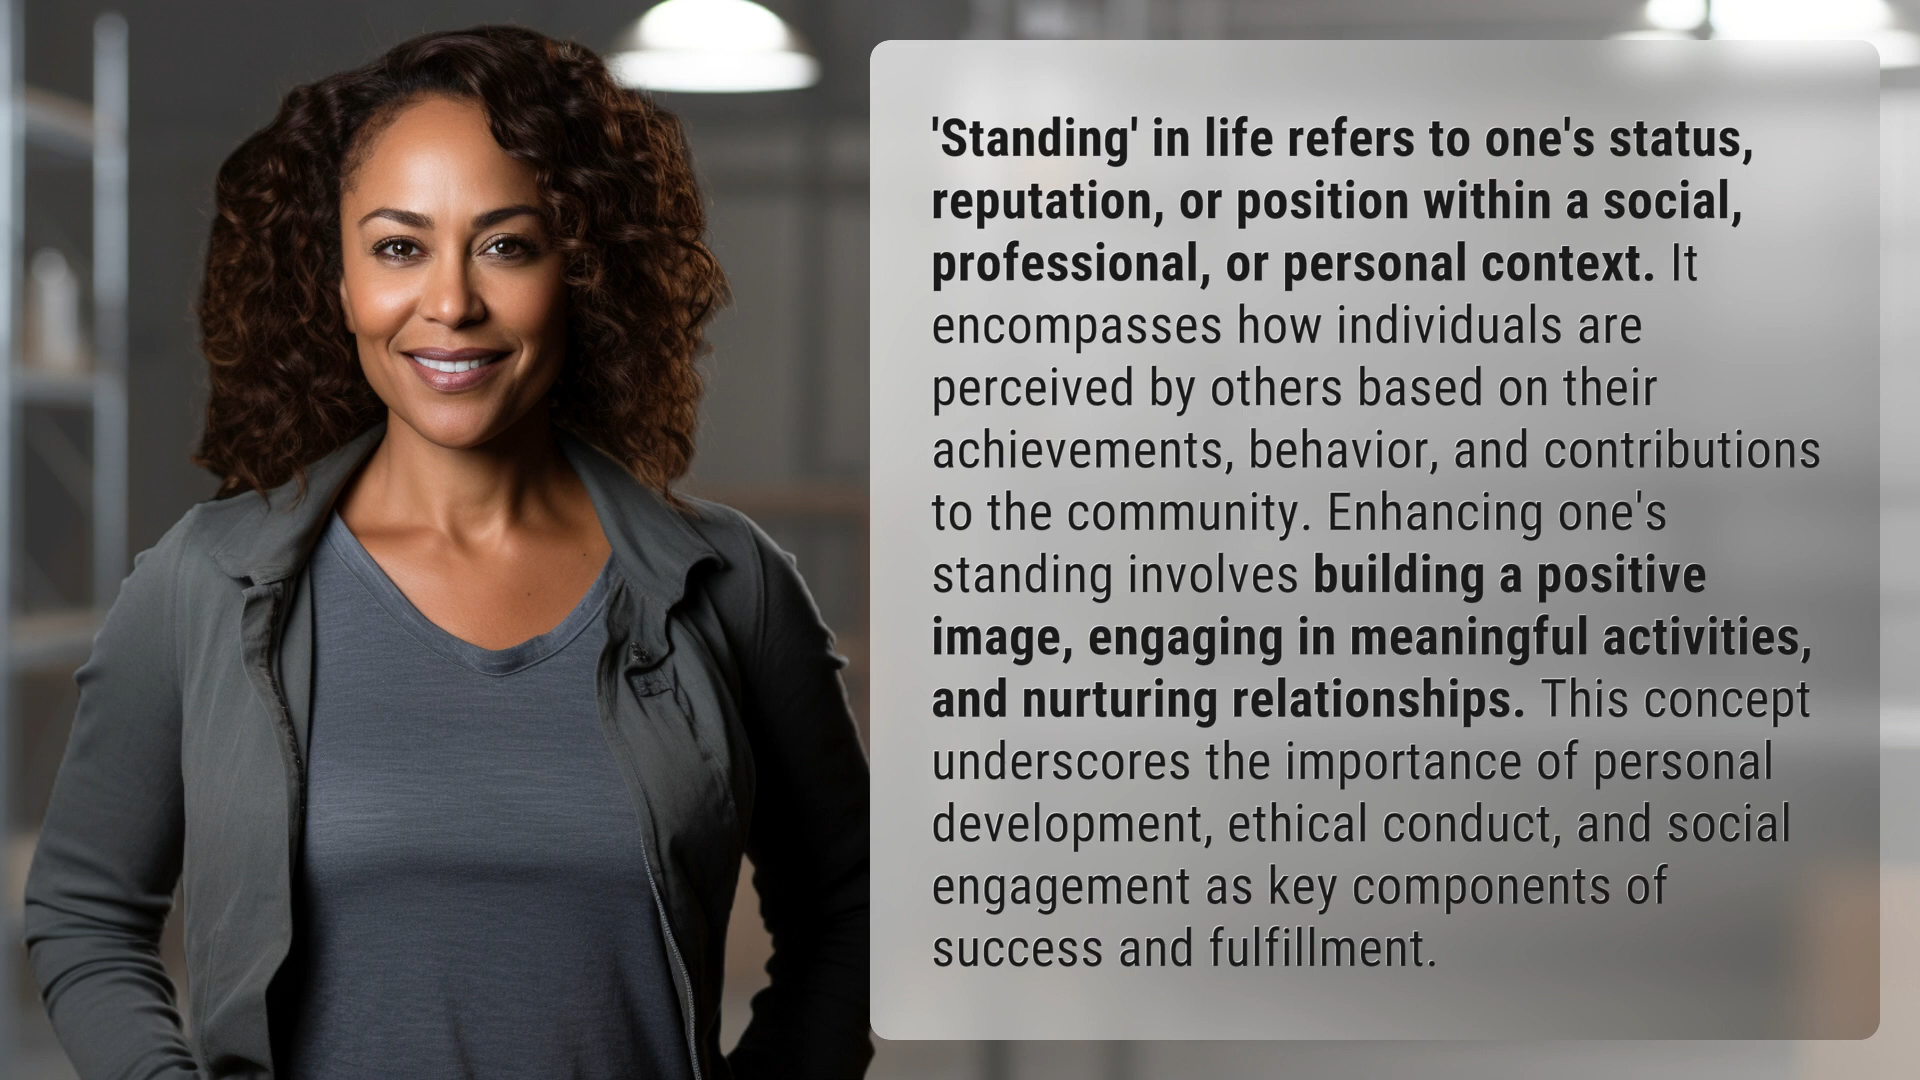 'Standing' in life refers to one's status,
reputation, or position within a social,
professional, or personal context. It
encompasses how individuals are
perceived by others based on their
achievements, behavior, and contributions
to the community. Enhancing one's
standing involves building a positive
image, engaging in meaningful activities,
and nurturing relationships. This concept
underscores the importance of personal
development, ethical conduct, and social
engagement as key components of
success and fulfillment.